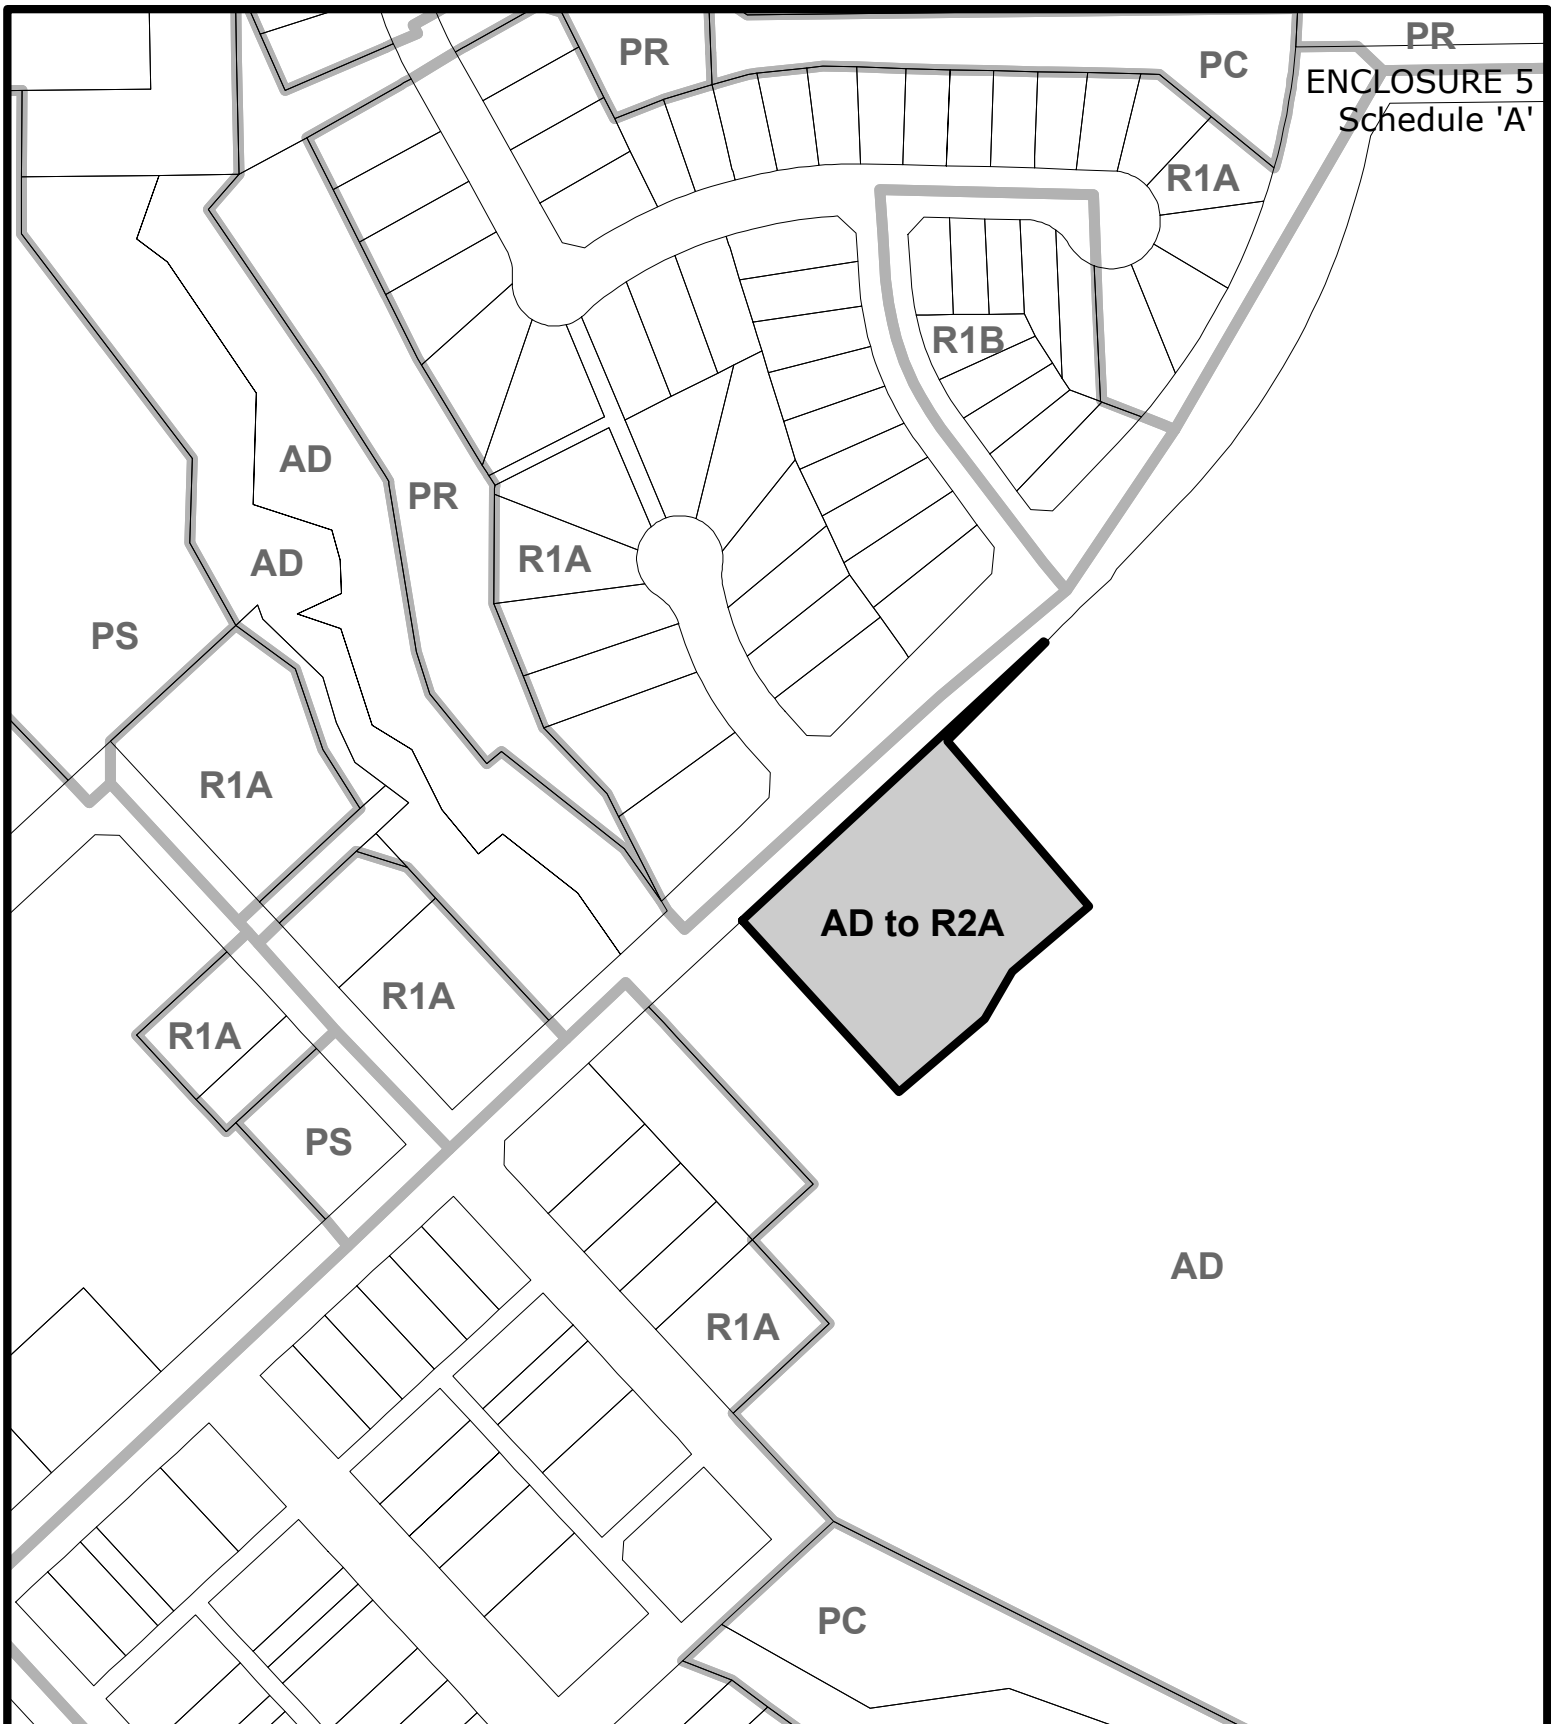 PR
PR
PC
ENCLOSURE 5
Schedule 'A'
R1A
R1B
AD
PR
R1A
AD
PS
R1A
AD to R2A
R1A
R1A
PS
AD
R1A
PC